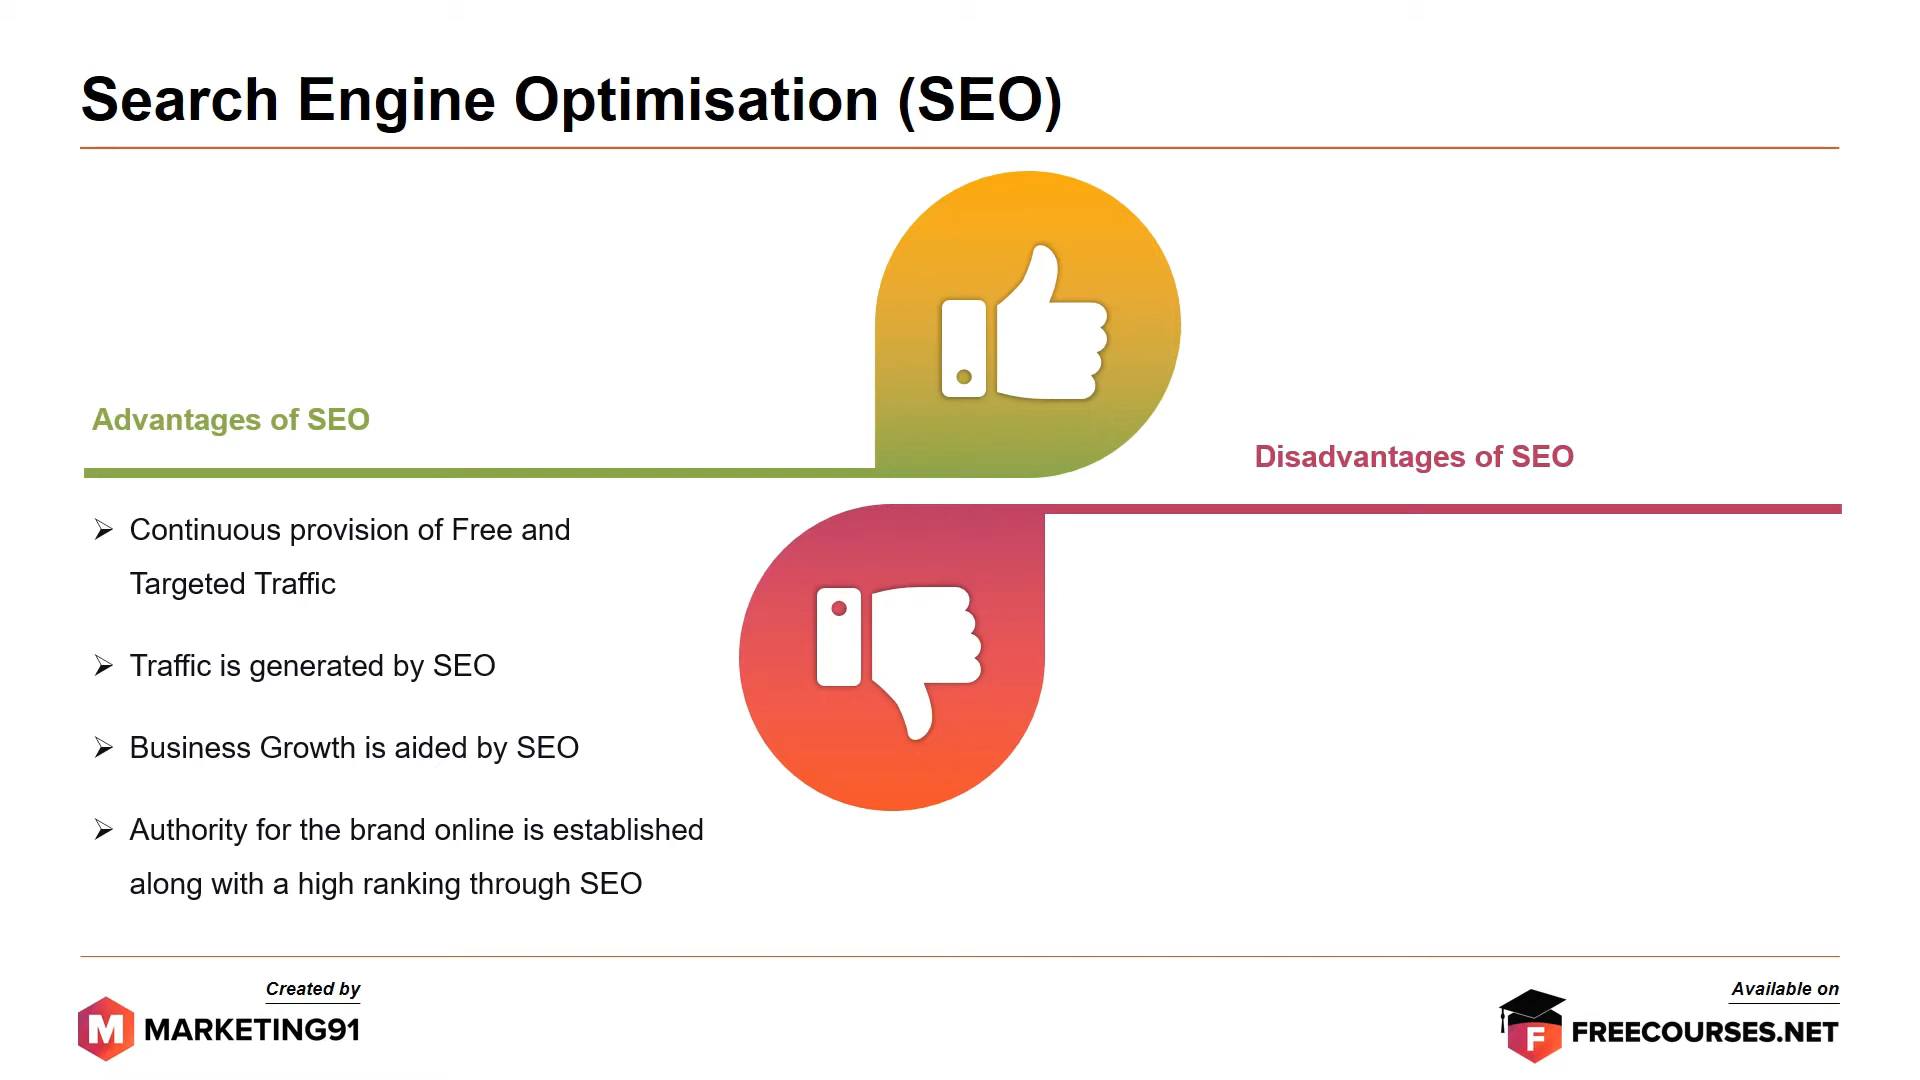 Search Engine Optimisation (SEO)
Advantages of SEO
Continuous provision of Free and
Targeted Traffic
Traffic is generated by SEO
Business Growth is aided by SEO
Authority for the brand online is established
along with a high ranking through SEO
Disadvantages of SEO
Created by
M MARKETING91
Available on
F FREECOURSES.NET